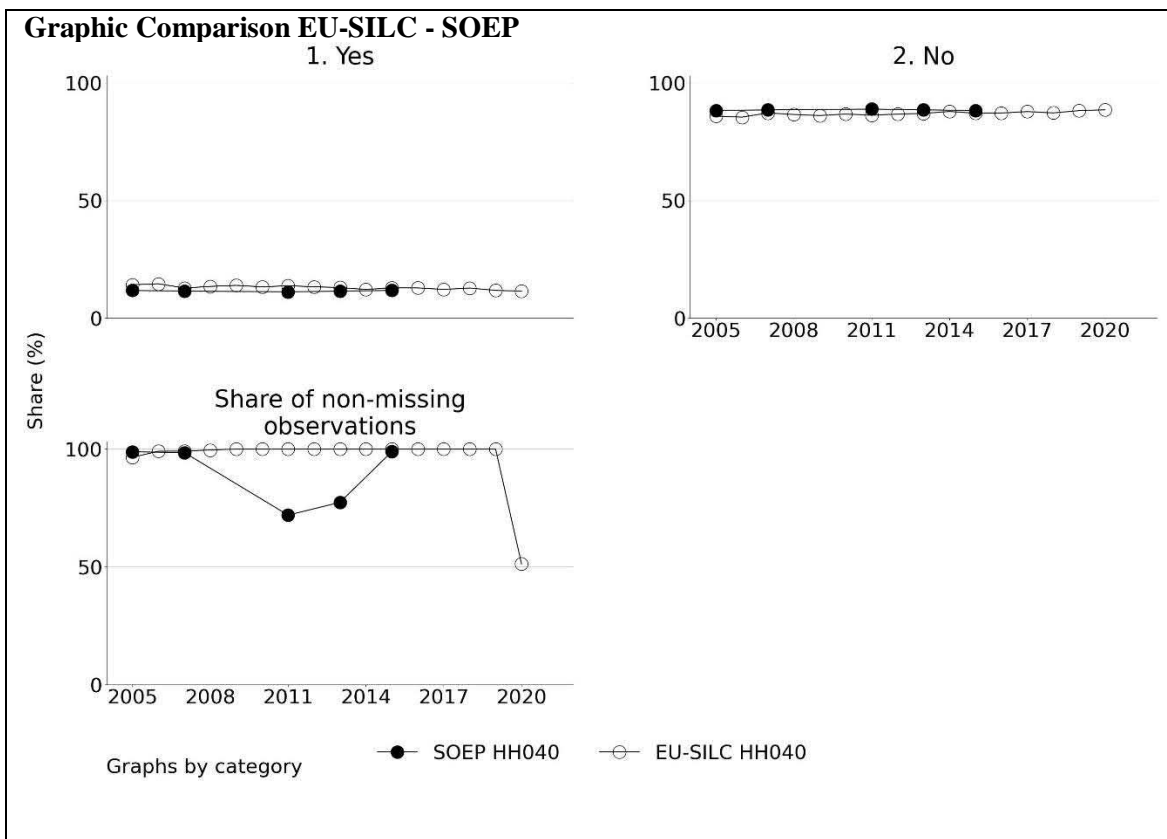 Graphic Comparison EU-SILC - SOEP
1. Yes
100
50
0
Share (%)
2. No
100
50
0
2005 2008 2011 2014 2017 2020
Share of non-missing
observations
100
50
0
2005 2008 2011 2014 2017 2020
SOEP HH040 EU-SILC HH040
Graphs by category